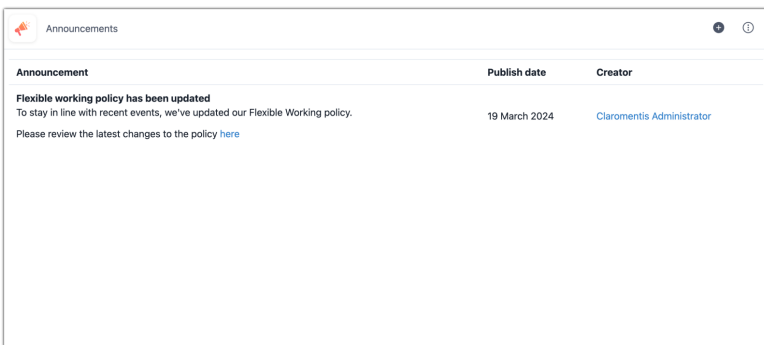 Announcements
Announcement Publish date Creator
Flexible working policy has been updated
To stay in line with recent events, we've updated our Flexible Working policy.
19 March 2024 Claromentis Administrator
Please review the latest changes to the policy here